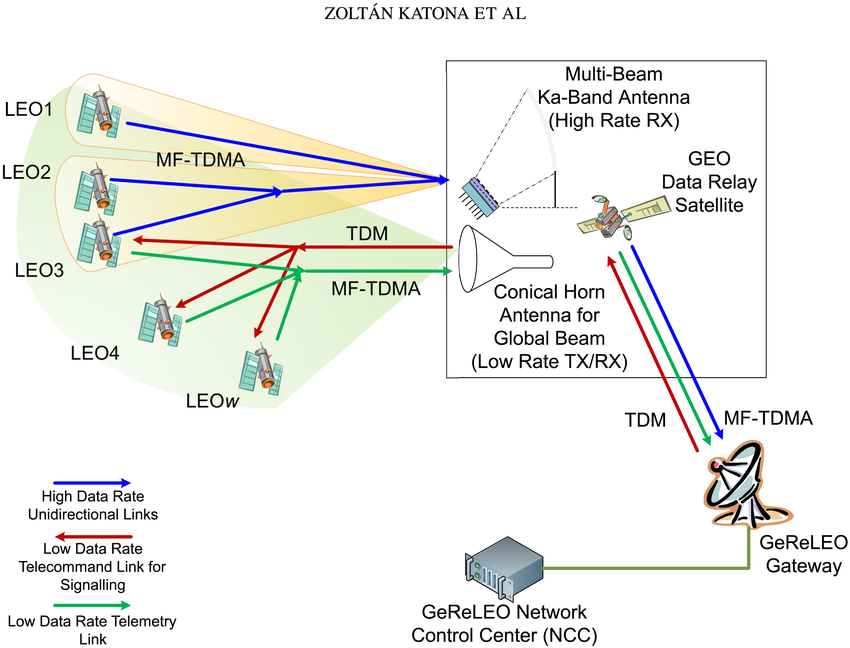 ZOLTÁN KATONA ET AL
Multi-Beam
Ka-Band Antenna
(High Rate RX)
LEO1
MF-TDMA
GEO
Data Relay
Satellite
LEO2
LEO3
TDM
MF-TDMA
Conical Horn
Antenna for
Global Beam
(Low Rate TX/RX)
LEO4
LEOw
TDM
MF-TDMA
High Data Rate
Unidirectional Links
Low Data Rate
Telecommand Link for
Signalling
Low Data Rate Telemetry
Link
GeReLEO
Gateway
GeReLEO Network
Control Center (NCC)